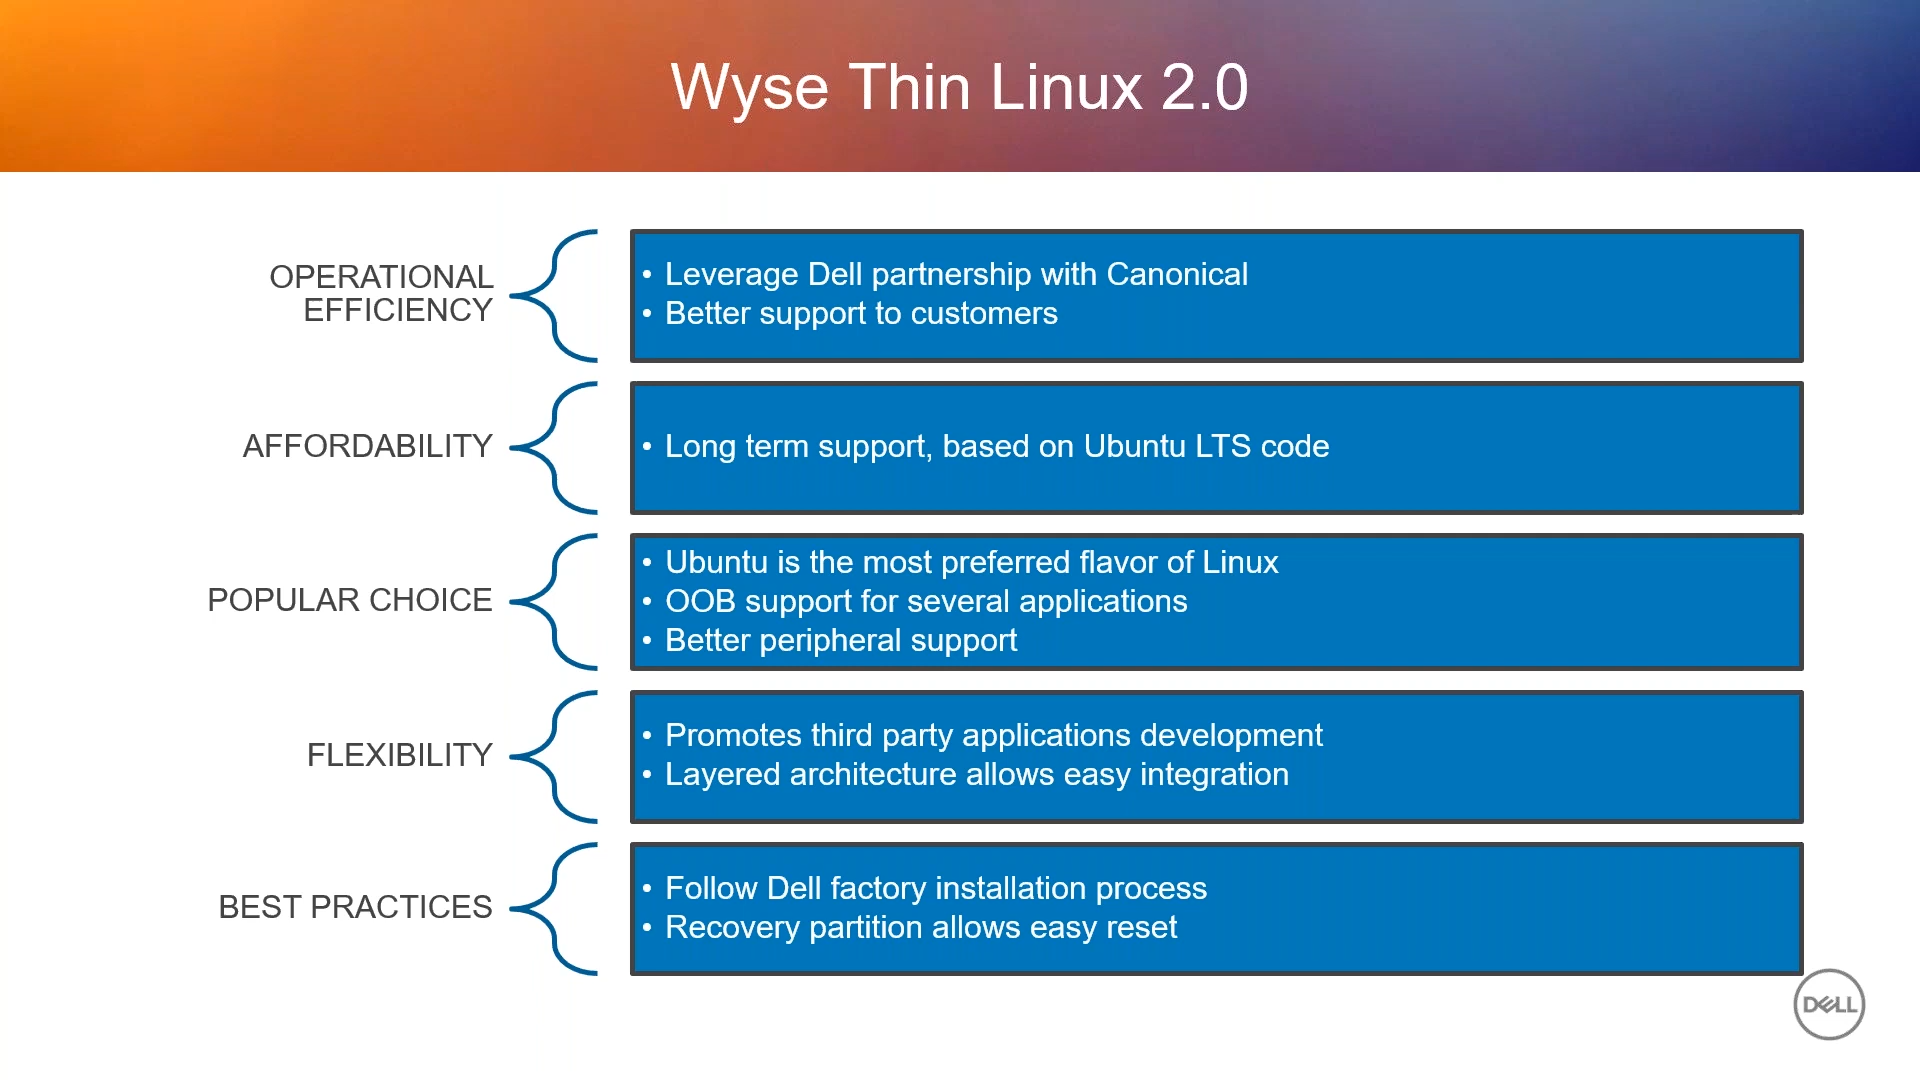 Wyse Thin Linux 2.0
OPERATIONAL
EFFICIENCY
• Leverage Dell partnership with Canonical
• Better support to customers
AFFORDABILITY
• Long term support, based on Ubuntu LTS code
POPULAR CHOICE
• Ubuntu is the most preferred flavor of Linux
• OOB support for several applications
• Better peripheral support
FLEXIBILITY
• Promotes third party applications development
• Layered architecture allows easy integration
BEST PRACTICES
• Follow Dell factory installation process
• Recovery partition allows easy reset
DELL